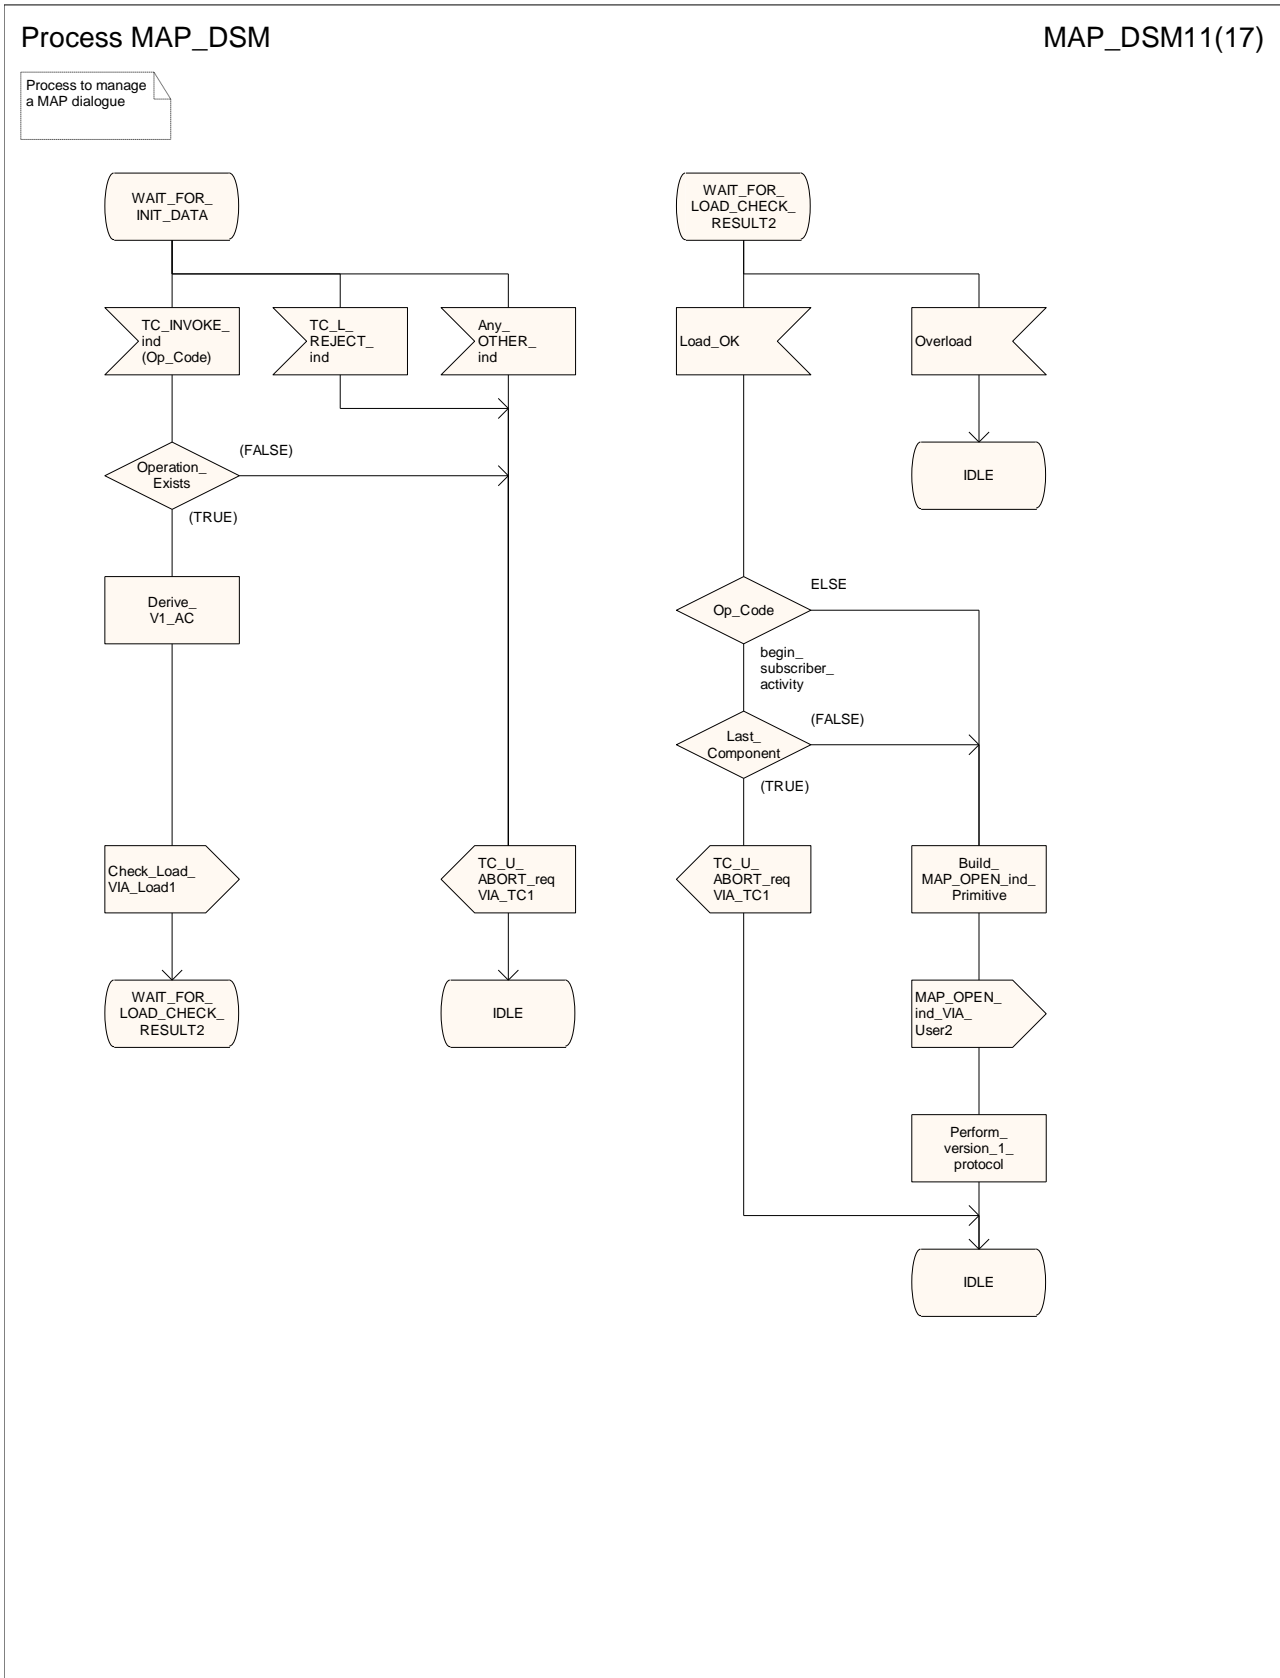 Process MAP_DSM
MAP_DSM11(17)
Process to manage
a MAP dialogue
WAIT_FOR_
INIT_DATA
TC_INVOKE_
ind
(Op_Code)
TC_L_
REJECT_
ind
Any_
OTHER_
ind
Operation_
Exists
(FALSE)
(TRUE)
Derive_
V1_AC
Check_Load_
VIA_Load1
TC_U_
ABORT_req
VIA_TC1
WAIT_FOR_
LOAD_CHECK_
RESULT2
IDLE
WAIT_FOR_
LOAD_CHECK_
RESULT2
Load_OK
Overload
IDLE
Op_Code
ELSE
begin_
subscriber_
activity
Last_
Component
(FALSE)
(TRUE)
TC_U_
ABORT_req
VIA_TC1
Build_
MAP_OPEN_ind_
Primitive
MAP_OPEN_
ind_VIA_
User2
Perform_
version_1_
protocol
IDLE